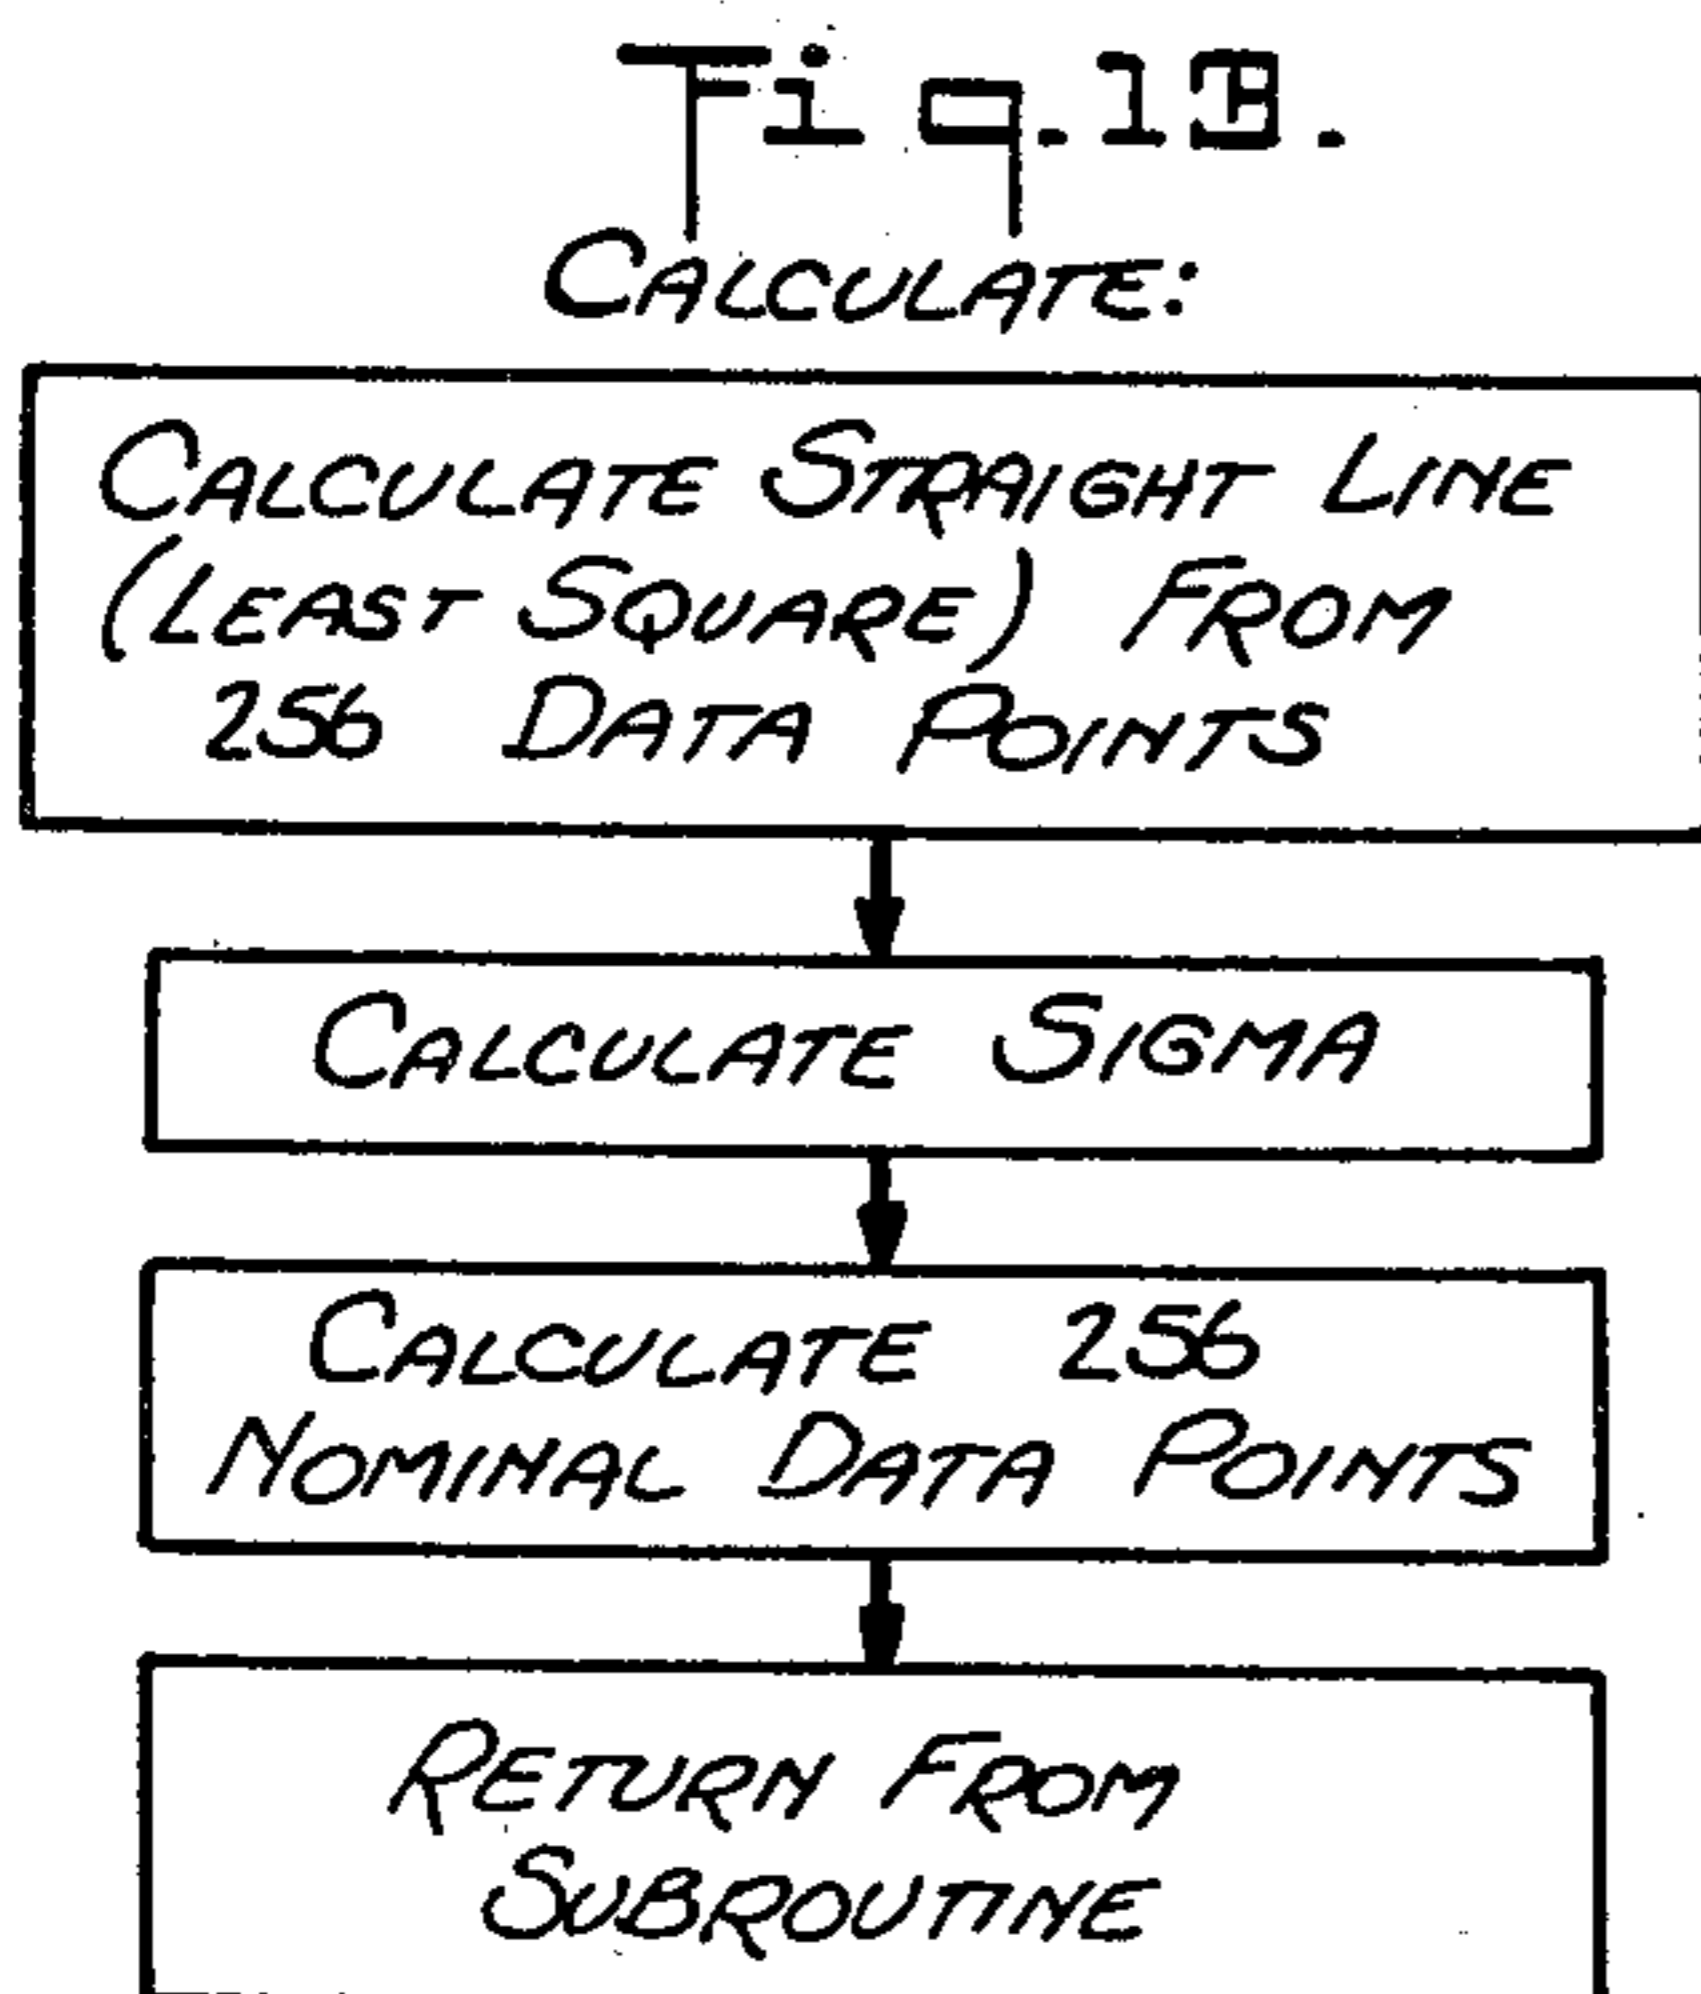 Fig.13.
CALCULATE:
CALCULATE STRAIGHT LINE
(LEAST SQUARE) FROM
256 DATA POINTS
CALCULATE SIGMA
CALCULATE 256
NOMINAL DATA POINTS
RETURN FROM
SUBROUTINE